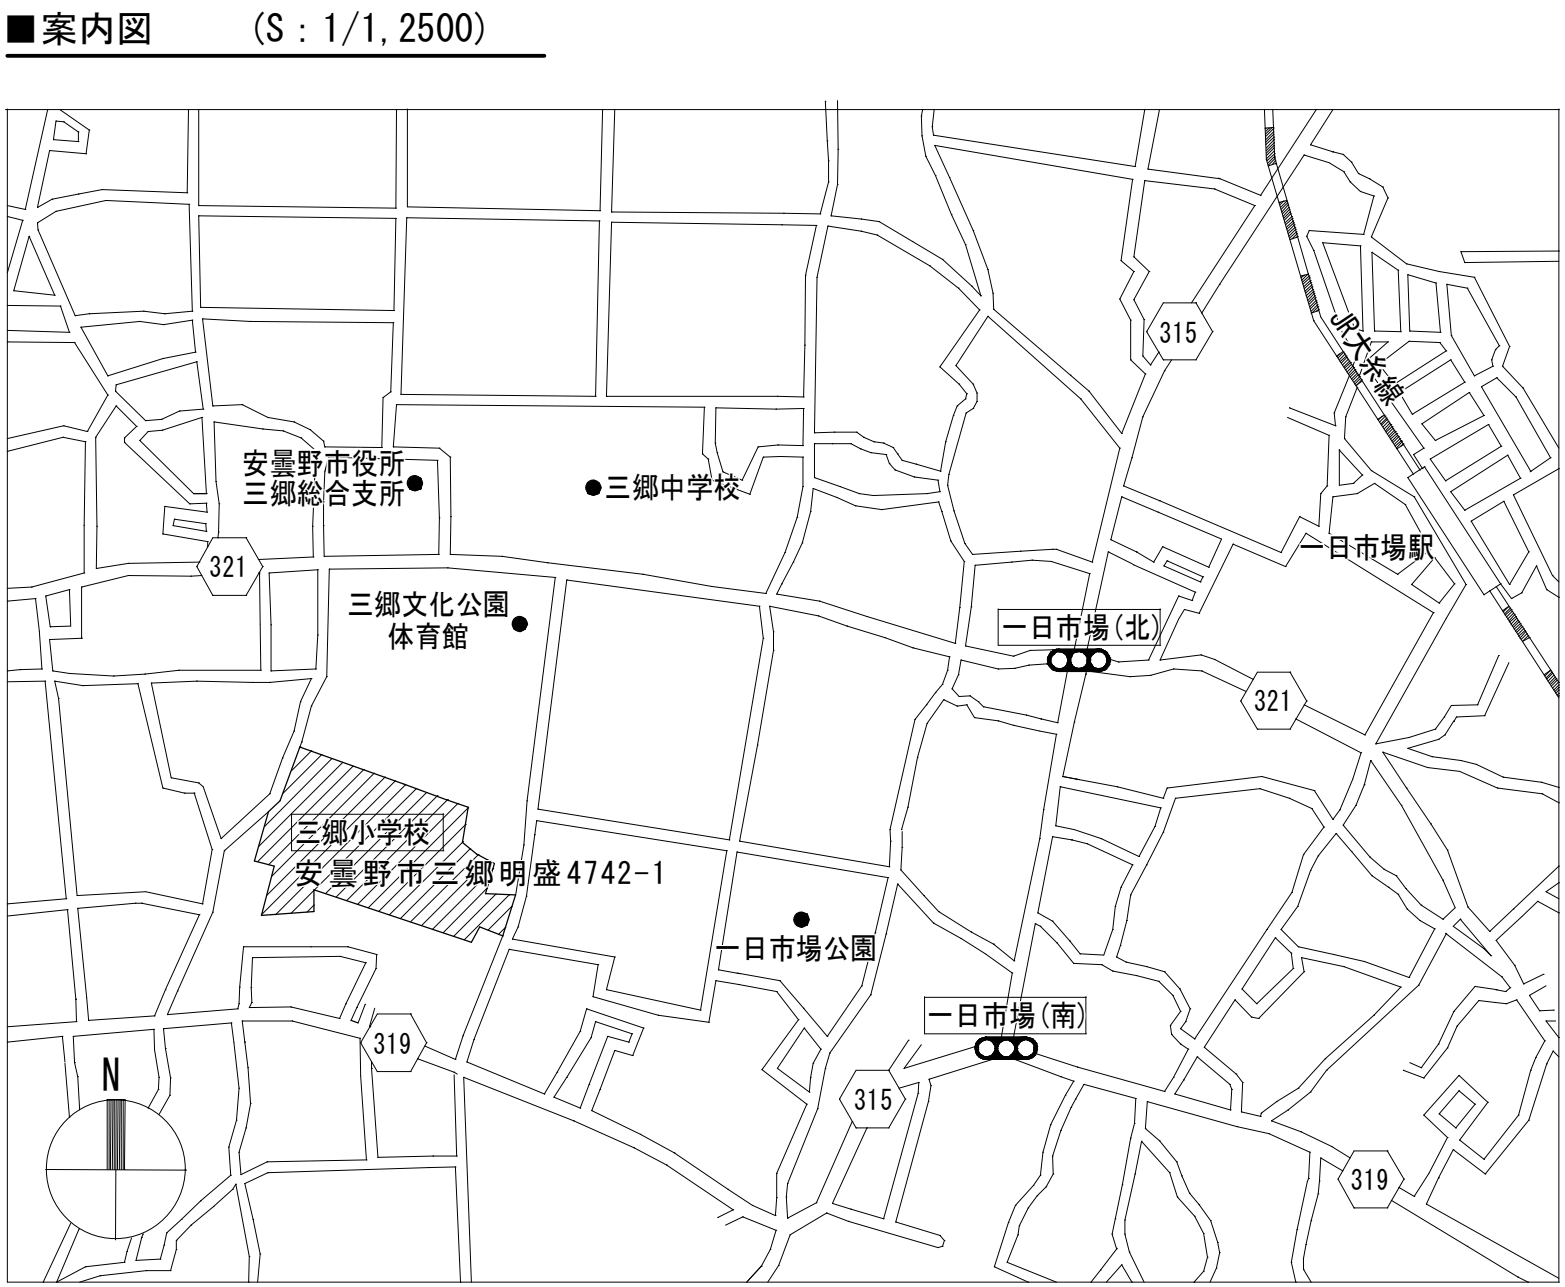 ■案内図 (S : 1/1,2500)
315
JR大糸線
安曇野市役所
三郷総合支所
三郷中学校
一日市場駅
321
三郷文化公園
体育館
一日市場(北)
321
三郷小学校
安曇野市三郷明盛4742-1
一日市場公園
一日市場(南)
319
N
315
319